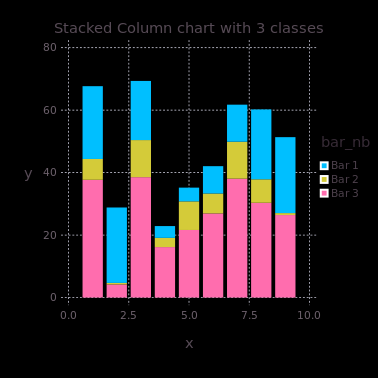 Stacked Column chart with 3 classes
80
60
40
20
0
y
0.0 2.5 5.0 7.5 10.0
x
bar_nb
Bar 1
Bar 2
Bar 3